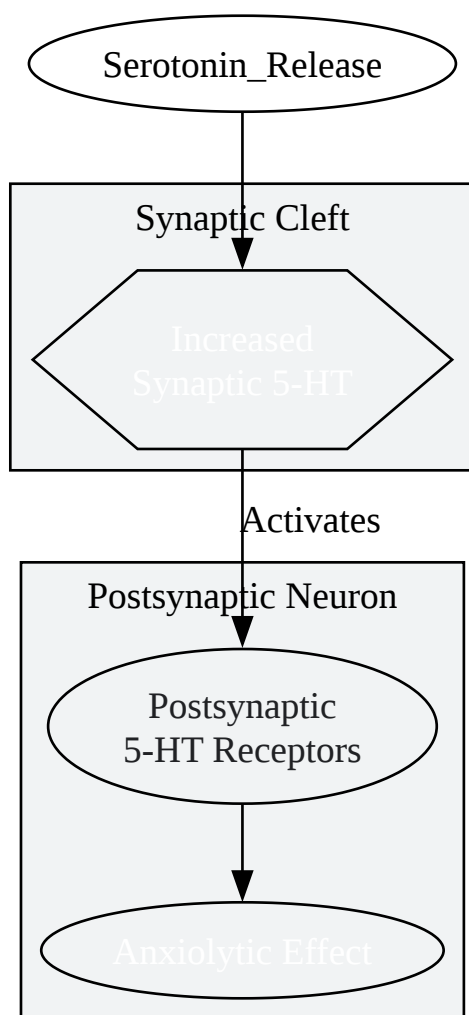 Serotonin_Release
Synaptic Cleft
Increased
Synaptic 5-HT
Activates
Postsynaptic Neuron
Postsynaptic
5-HT Receptors
Anxiolytic Effect